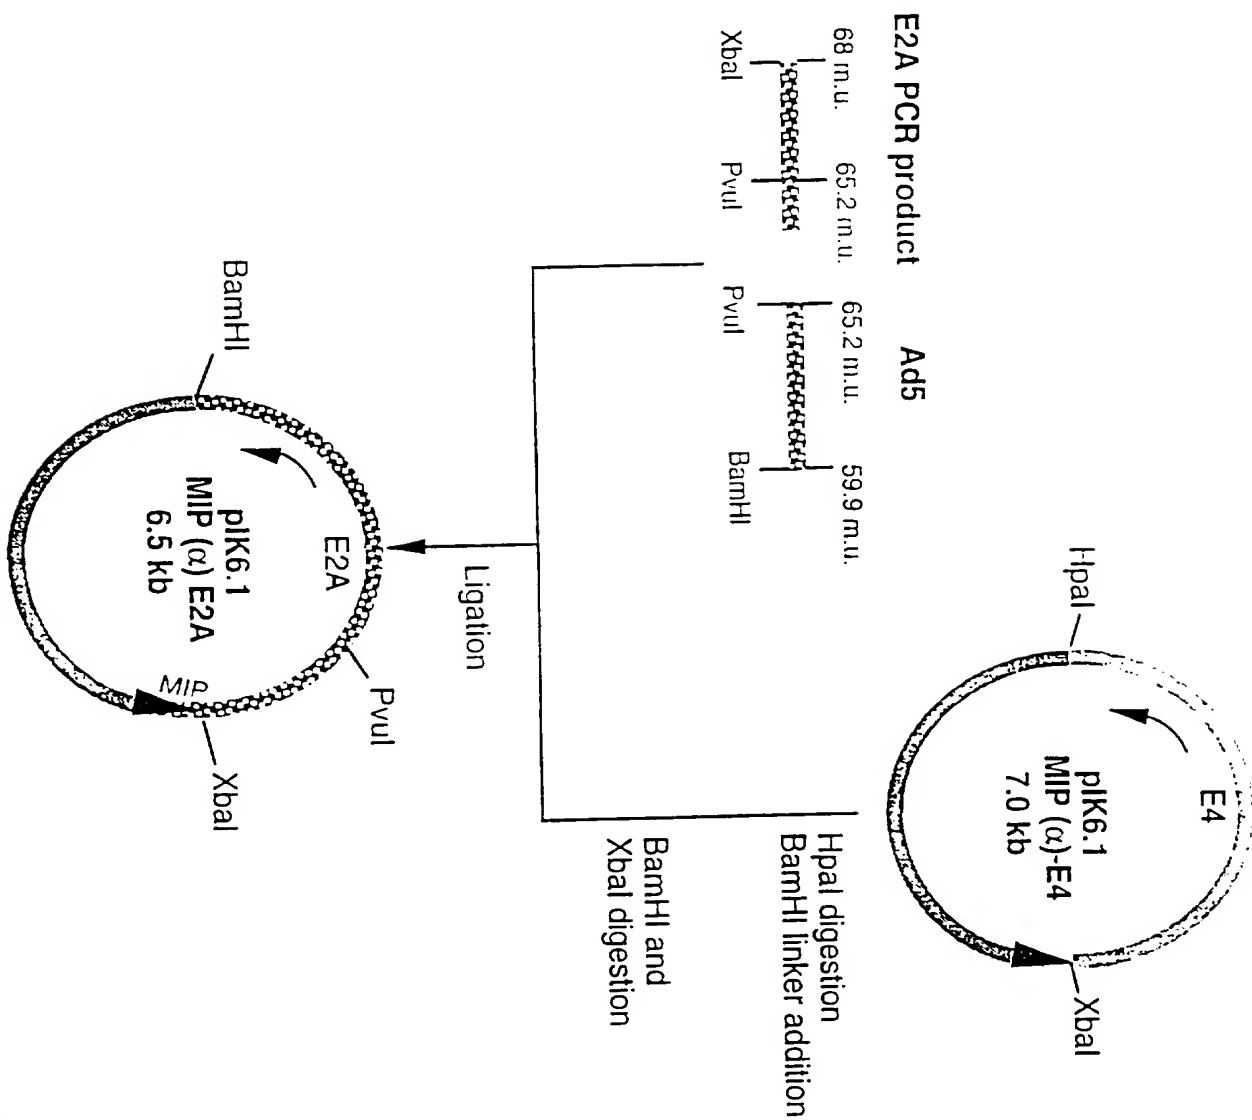 E2A PCR product
Ad5
68 m.u.
65.2 m.u.
65.2 m.u.
59.9 m.u.
XbaI
PvuI
PvuI
BamHI
HpaI
E4
pIK6.1
MIP (α)-E4
7.0 kb
XbaI
HpaI digestion
BamHI linker addition
BamHI and
XbaI digestion
Ligation
BamHI
E2A
pIK6.1
MIP (α) E2A
6.5 kb
PvuI
MIP
XbaI